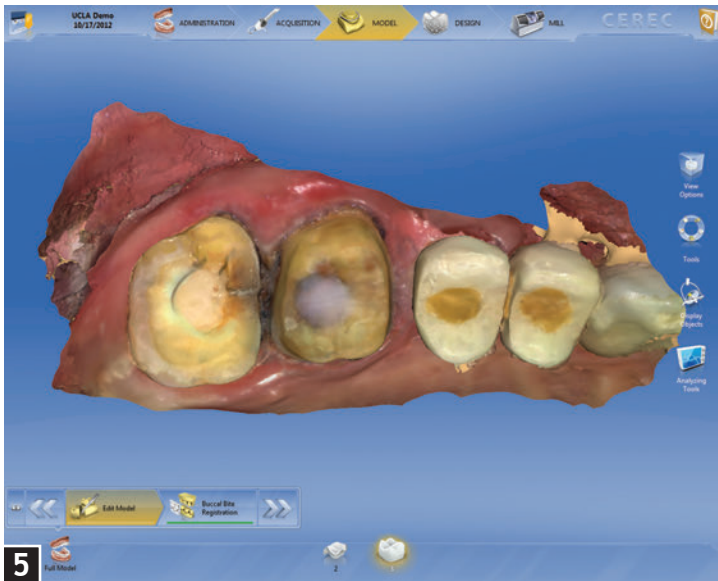 UCLA Demo
10/17/2012
ADMINISTRATION
ACQUISITION
MODEL
DESIGN
MILL
CEREC
View
Options
Tools
Display
Objects
Analyzing
Tools
Edit Model
Buccal Bite
Registration
5
Full Model
2